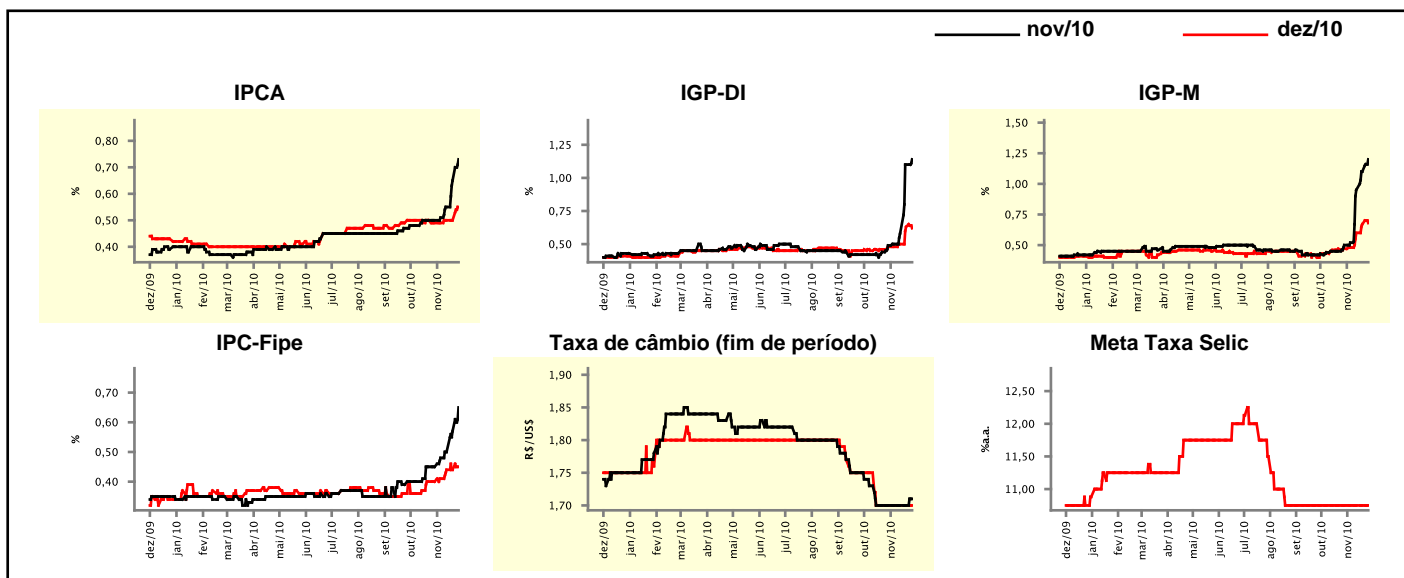 nov/10 dez/10
IPCA
%
0,80
0,70
0,60
0,50
0,40
dez/09 jan/10 fev/10 mar/10 abr/10 mai/10 jun/10 jul/10 ago/10 set/10 out/10 nov/10
IGP-DI
%
1,25
1,00
0,75
0,50
dez/09 jan/10 fev/10 mar/10 abr/10 mai/10 jun/10 jul/10 ago/10 set/10 out/10 nov/10
IGP-M
%
1,50
1,25
1,00
0,75
0,50
dez/09 jan/10 fev/10 mar/10 abr/10 mai/10 jun/10 jul/10 ago/10 set/10 out/10 nov/10
IPC-Fipe
%
0,70
0,60
0,50
0,40
dez/09 jan/10 fev/10 mar/10 abr/10 mai/10 jun/10 jul/10 ago/10 set/10 out/10 nov/10
Taxa de câmbio (fim de período)
R$/US$
1,90
1,85
1,80
1,75
1,70
dez/09 jan/10 fev/10 mar/10 abr/10 mai/10 jun/10 jul/10 ago/10 set/10 out/10 nov/10
Meta Taxa Selic
%a.a.
12,50
12,00
11,50
11,00
dez/09 jan/10 fev/10 mar/10 abr/10 mai/10 jun/10 jul/10 ago/10 set/10 out/10 nov/10